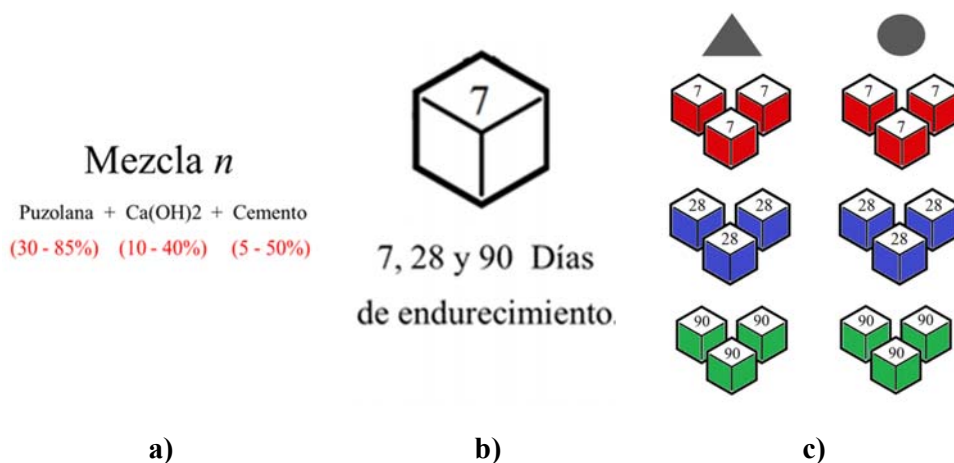 Mezcla n
Puzolana + Ca(OH)2 + Cemento
(30 - 85%) (10 - 40%) (5 - 50%)
a)
7
7, 28 y 90 Días
de endurecimiento.
b)
7 7 7 7
7 7
28 28 28 28
28 28
90 90 90 90
90 90
c)